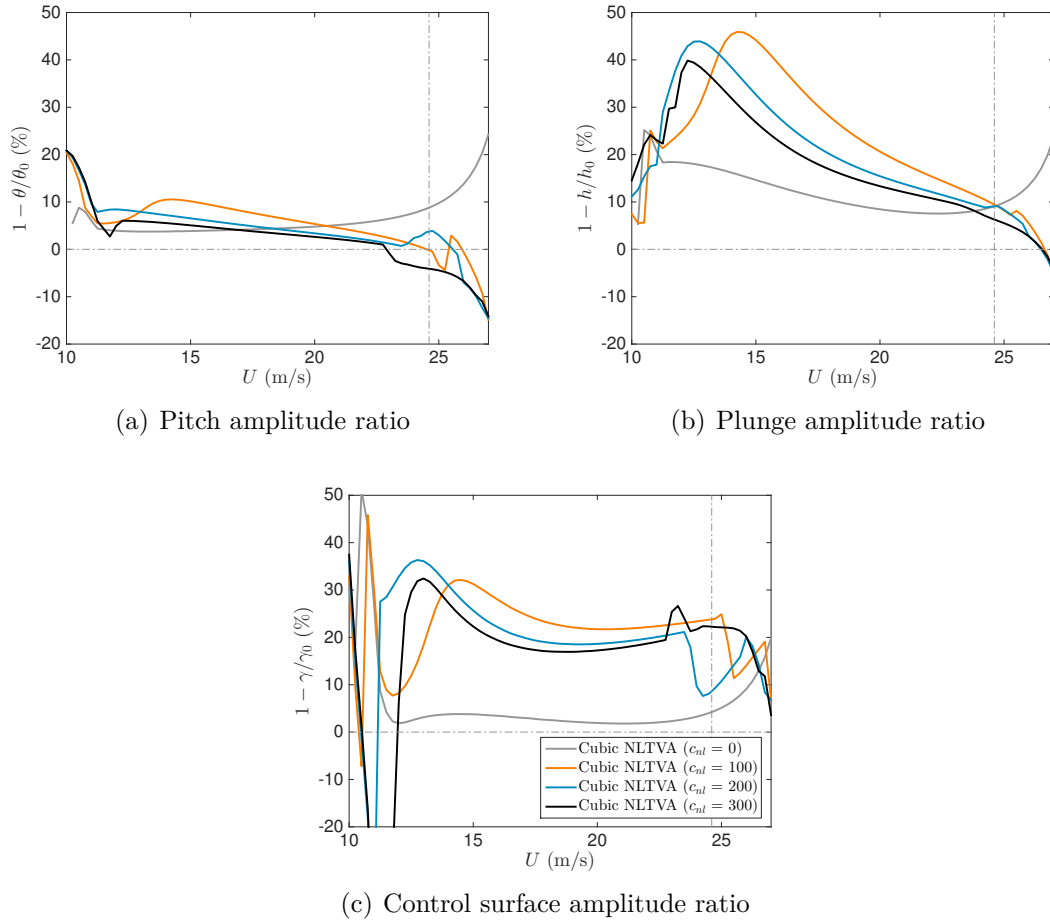 50
40
30
20
10
0
-10
-20
1 − θ/θ₀ (%)
10 15 20 25
U (m/s)
(a) Pitch amplitude ratio
50
40
30
20
10
0
-10
-20
1 − h/h₀ (%)
10 15 20 25
U (m/s)
(b) Plunge amplitude ratio
50
40
30
20
10
0
-10
-20
1 − γ/γ₀ (%)
Cubic NLTVA (cₙₗ = 0)
Cubic NLTVA (cₙₗ = 100)
Cubic NLTVA (cₙₗ = 200)
Cubic NLTVA (cₙₗ = 300)
10 15 20 25
U (m/s)
(c) Control surface amplitude ratio